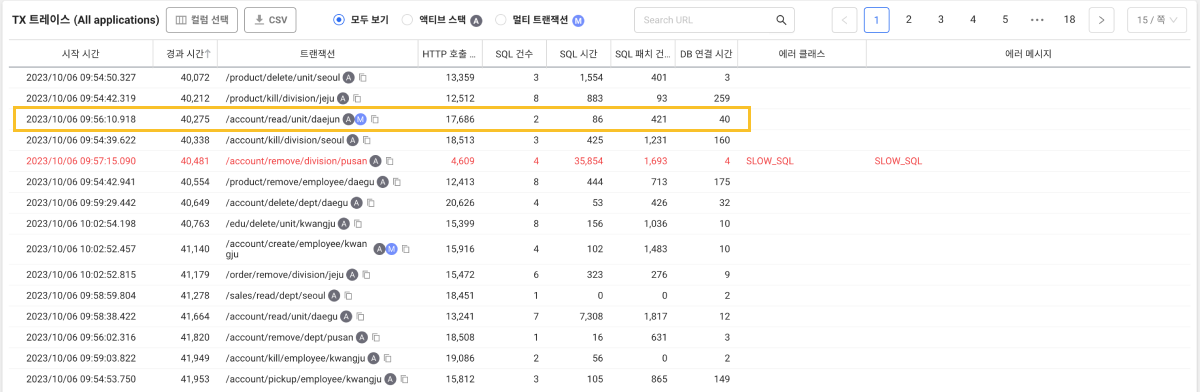 TX 트레이스 (All applications) 컬럼 선택 CSV 모두 보기 액티브 스택 A 멀티 트랜잭션 M Search URL 1 2 3 4 5 ••• 18 15 / 쪽
시작 시간 경과 시간↑ 트랜잭션 HTTP 호출 ... SQL 건수 SQL 시간 SQL 패치 건... DB 연결 시간 에러 클래스 에러 메시지
2023/10/06 09:54:50.327 40,072 /product/delete/unit/seoul A 13,359 3 1,554 401 3
2023/10/06 09:54:42.319 40,212 /product/kill/division/jeju A 12,512 8 883 93 259
2023/10/06 09:56:10.918 40,275 /account/read/unit/daejun A M 17,686 2 86 421 40
2023/10/06 09:54:39.622 40,338 /account/kill/division/seoul A 18,513 3 425 1,231 160
2023/10/06 09:57:15.090 40,481 /account/remove/division/pusan A 4,609 4 35,854 1,693 4 SLOW_SQL SLOW_SQL
2023/10/06 09:54:42.941 40,554 /product/remove/employee/daegu A 12,413 8 444 713 175
2023/10/06 09:59:29.442 40,649 /account/delete/dept/daegu A 20,626 4 53 426 32
2023/10/06 10:02:54.198 40,763 /edu/delete/unit/kwangju A 15,399 8 156 1,036 10
2023/10/06 10:02:52.457 41,140 /account/create/employee/kwan A M 15,916 4 102 1,483 10
gju
2023/10/06 10:02:52.815 41,179 /order/remove/division/jeju A 15,472 6 323 276 9
2023/10/06 09:58:59.804 41,278 /sales/read/dept/seoul A 18,451 1 0 0 2
2023/10/06 09:58:38.422 41,664 /account/read/unit/daegu A 13,241 7 7,308 1,817 12
2023/10/06 09:56:02.316 41,820 /account/remove/dept/pusan A 18,508 1 16 631 3
2023/10/06 09:59:03.822 41,949 /account/kill/employee/kwangju A 19,086 2 56 0 2
2023/10/06 09:54:53.750 41,953 /account/pickup/employee/kwangju A 15,812 3 105 865 149